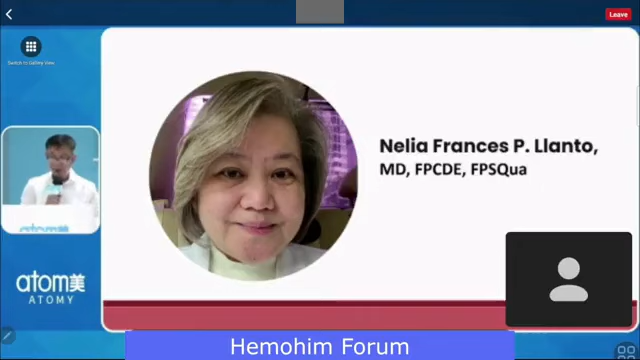 Leave
Switch to Gallery View
Nelia Frances P. Llanto,
MD, FPCDE, FPSQua
atom美
ATOMY
Hemohim Forum